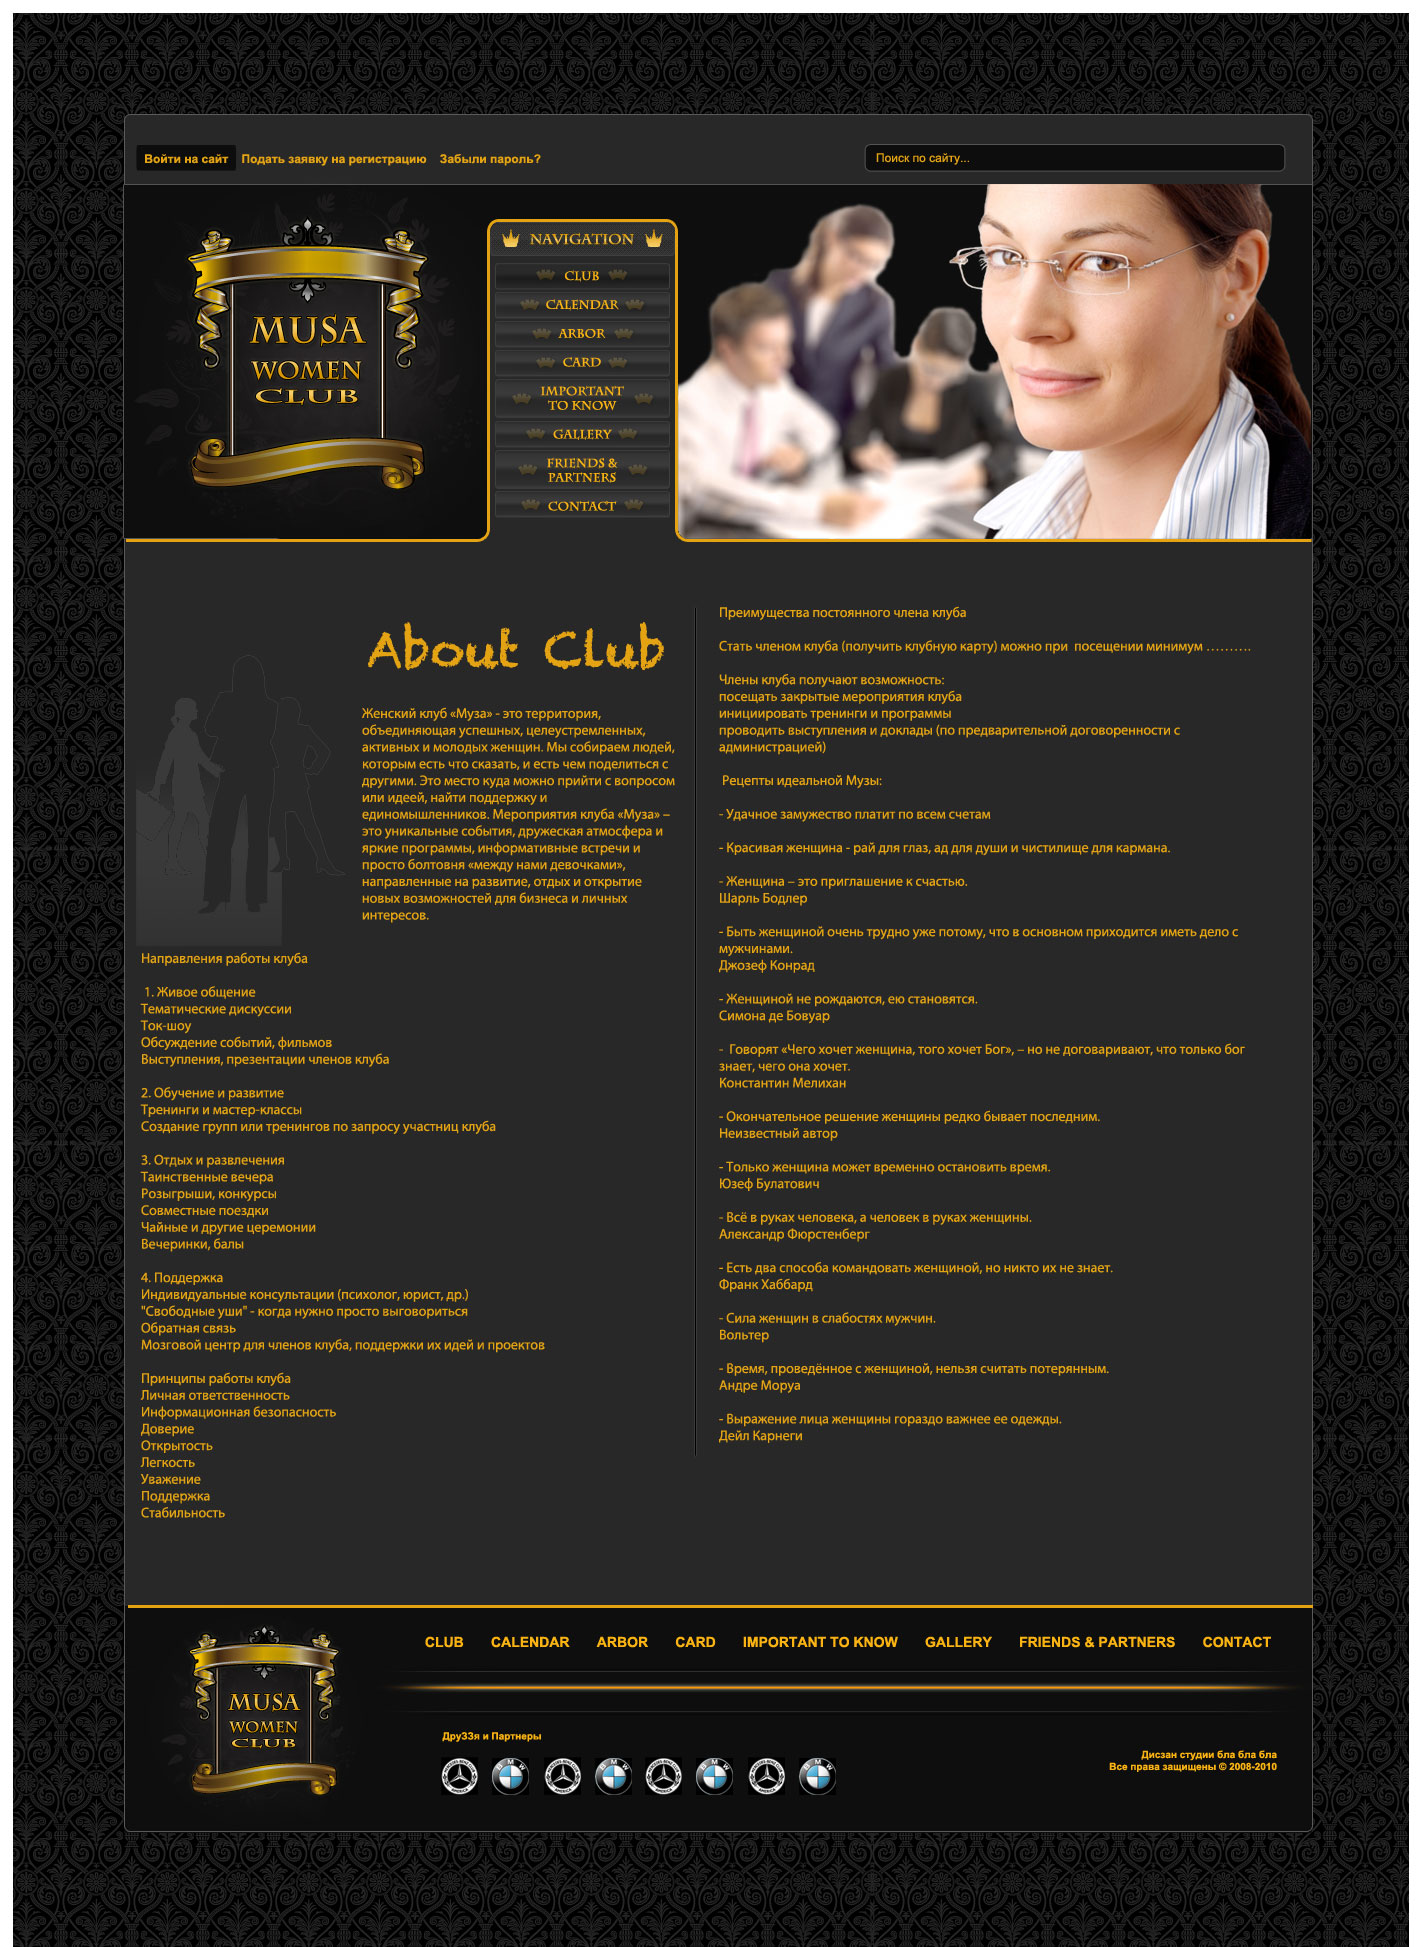 Войти на сайт Подать заявку на регистрацию Забыли пароль?
Поиск по сайту...
MUSA
WOMEN
CLUB
NAVIGATION
CLUB
CALENDAR
ARBOR
CARD
IMPORTANT
TO KNOW
GALLERY
FRIENDS &
PARTNERS
CONTACT
About Club
Женский клуб «Муза» - это территория,
объединяющая успешных, целеустремленных,
активных и молодых женщин. Мы собираем людей,
которым есть что сказать, и есть чем поделиться с
другими. Это место куда можно прийти с вопросом
или идеей, найти поддержку и
единомышленников. Мероприятия клуба «Муза» –
это уникальные события, дружеская атмосфера и
яркие программы, информативные встречи и
просто болтовня «между нами девочками»,
направленные на развитие, отдых и открытие
новых возможностей для бизнеса и личных
интересов.
Направления работы клуба
1. Живое общение
Тематические дискуссии
Ток-шоу
Обсуждение событий, фильмов
Выступления, презентации членов клуба
2. Обучение и развитие
Тренинги и мастер-классы
Создание групп или тренингов по запросу участниц клуба
3. Отдых и развлечения
Таинственные вечера
Розыгрыши, конкурсы
Совместные поездки
Чайные и другие церемонии
Вечеринки, балы
4. Поддержка
Индивидуальные консультации (психолог, юрист, др.)
"Свободные уши" - когда нужно просто выговориться
Обратная связь
Мозговой центр для членов клуба, поддержки их идей и проектов
Принципы работы клуба
Личная ответственность
Информационная безопасность
Доверие
Открытость
Легкость
Уважение
Поддержка
Стабильность
Преимущества постоянного члена клуба
Стать членом клуба (получить клубную карту) можно при  посещении минимум ……….
Члены клуба получают возможность:
посещать закрытые мероприятия клуба
инициировать тренинги и программы
проводить выступления и доклады (по предварительной договоренности с
администрацией)
Рецепты идеальной Музы:
- Удачное замужество платит по всем счетам
- Красивая женщина - рай для глаз, ад для души и чистилище для кармана.
- Женщина – это приглашение к счастью.
Шарль Бодлер
- Быть женщиной очень трудно уже потому, что в основном приходится иметь дело с
мужчинами.
Джозеф Конрад
- Женщиной не рождаются, ею становятся.
Симона де Бовуар
-  Говорят «Чего хочет женщина, того хочет Бог», – но не договаривают, что только бог
знает, чего она хочет.
Константин Мелихан
- Окончательное решение женщины редко бывает последним.
Неизвестный автор
- Только женщина может временно остановить время.
Юзеф Булатович
- Всё в руках человека, а человек в руках женщины.
Александр Фюрстенберг
- Есть два способа командовать женщиной, но никто их не знает.
Франк Хаббард
- Сила женщин в слабостях мужчин.
Вольтер
- Время, проведённое с женщиной, нельзя считать потерянным.
Андре Моруа
- Выражение лица женщины гораздо важнее ее одежды.
Дейл Карнеги
MUSA
WOMEN
CLUB
CLUB CALENDAR ARBOR CARD IMPORTANT TO KNOW GALLERY FRIENDS & PARTNERS CONTACT
ДруЗЗя и Партнеры
BMW BMW BMW BMW
Дисзан студии бла бла бла
Все права защищены © 2008-2010